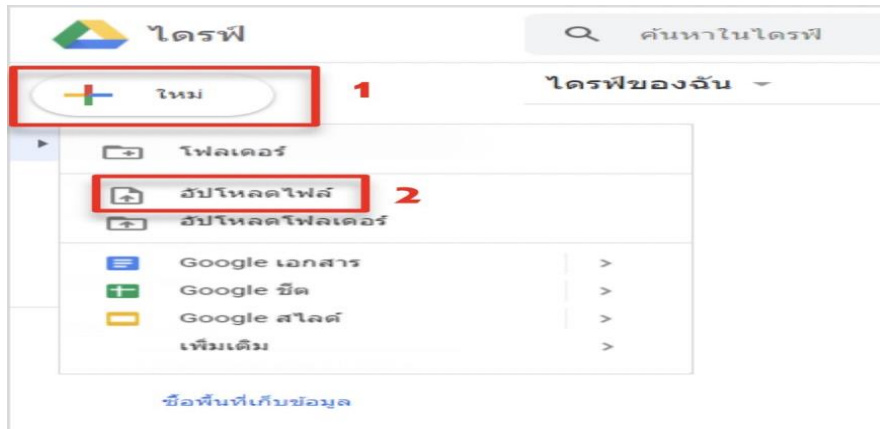 ไดรฟ์
ค้นหาในไดรฟ์
ใหม่ 1
ไดรฟ์ของฉัน
โฟลเดอร์
อัปโหลดไฟล์ 2
อัปโหลดโฟลเดอร์
Google เอกสาร >
Google ชีต >
Google สไลด์ >
เพิ่มเติม >
ซื้อพื้นที่เก็บข้อมูล